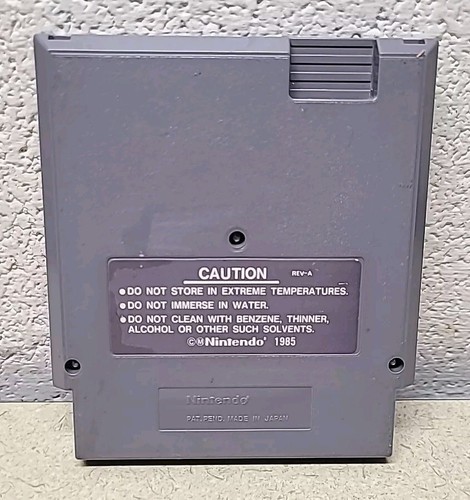 CAUTION REV-A
●DO NOT STORE IN EXTREME TEMPERATURES.
●DO NOT IMMERSE IN WATER.
●DO NOT CLEAN WITH BENZENE, THINNER,
ALCOHOL OR OTHER SUCH SOLVENTS.
©ⓂNintendo® 1985
Nintendo®
PAT. PEND. MADE IN JAPAN